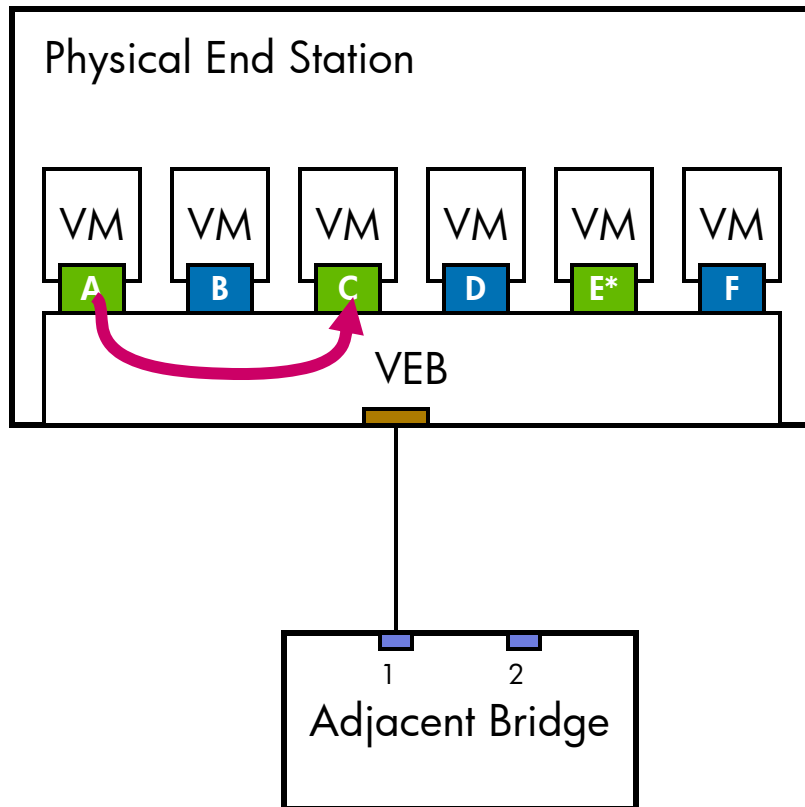 Physical End Station
VM VM VM VM VM VM
A B C D E* F
VEB
1 2
Adjacent Bridge